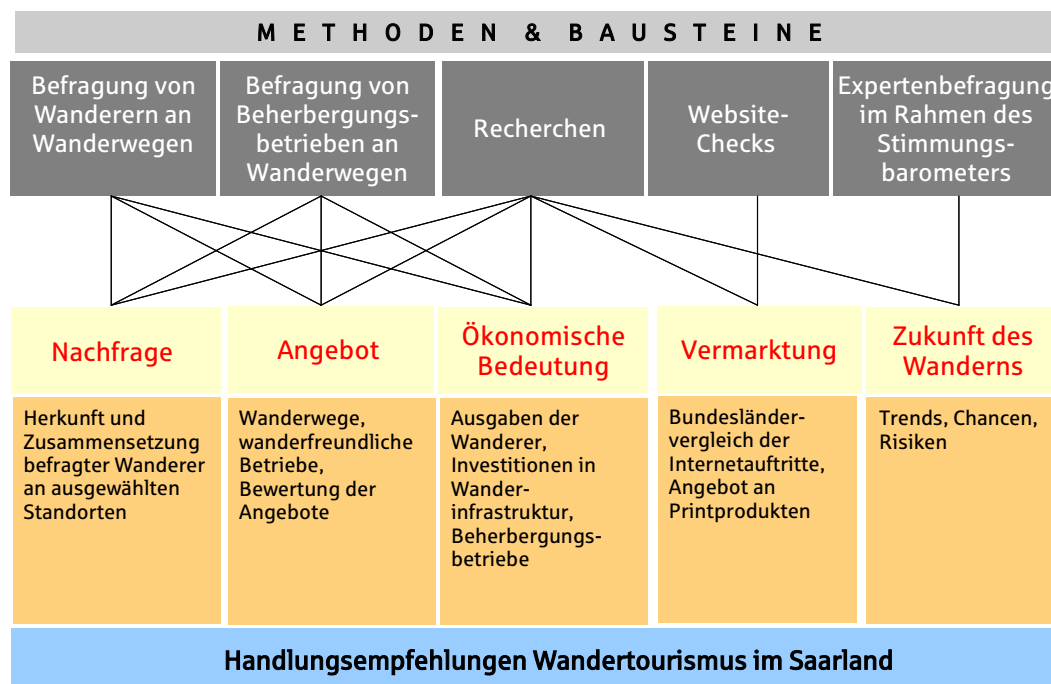 METHODEN & BAUSTEINE
Befragung von
Wanderern an
Wanderwegen
Befragung von
Beherbergungs-
betrieben an
Wanderwegen
Recherchen
Website-
Checks
Expertenbefragung
im Rahmen des
Stimmungs-
barometers
Nachfrage
Angebot
Ökonomische
Bedeutung
Vermarktung
Zukunft des
Wanderns
Herkunft und
Zusammensetzung
befragter Wanderer
an ausgewählten
Standorten
Wanderwege,
wanderfreundliche
Betriebe,
Bewertung der
Angebote
Ausgaben der
Wanderer,
Investitionen in
Wander-
infrastruktur,
Beherbergungs-
betriebe
Bundesländer-
vergleich der
Internetauftritte,
Angebot an
Printprodukten
Trends, Chancen,
Risiken
Handlungsempfehlungen Wandertourismus im Saarland